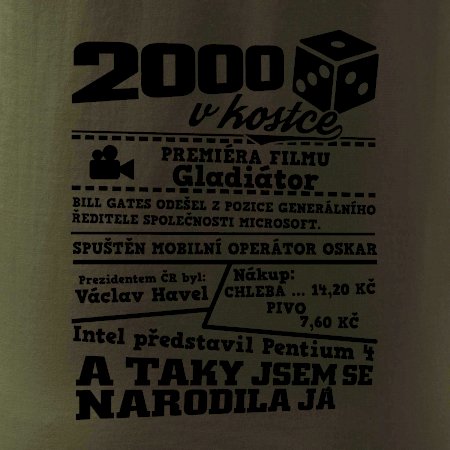 2000
v kostce
PREMIÉRA FILMU
Gladiátor
BILL GATES ODEŠEL Z POZICE GENERÁLNÍHO
ŘEDITELE SPOLEČNOSTI MICROSOFT.
SPUŠTĚN MOBILNÍ OPERÁTOR OSKAR
Prezidentem ČR byl:
Václav Havel
Nákup:
CHLEBA ... 14,20 KČ
PIVO
7,60 KČ
Intel představil Pentium 4
A TAKY JSEM SE
NARODILA JÁ